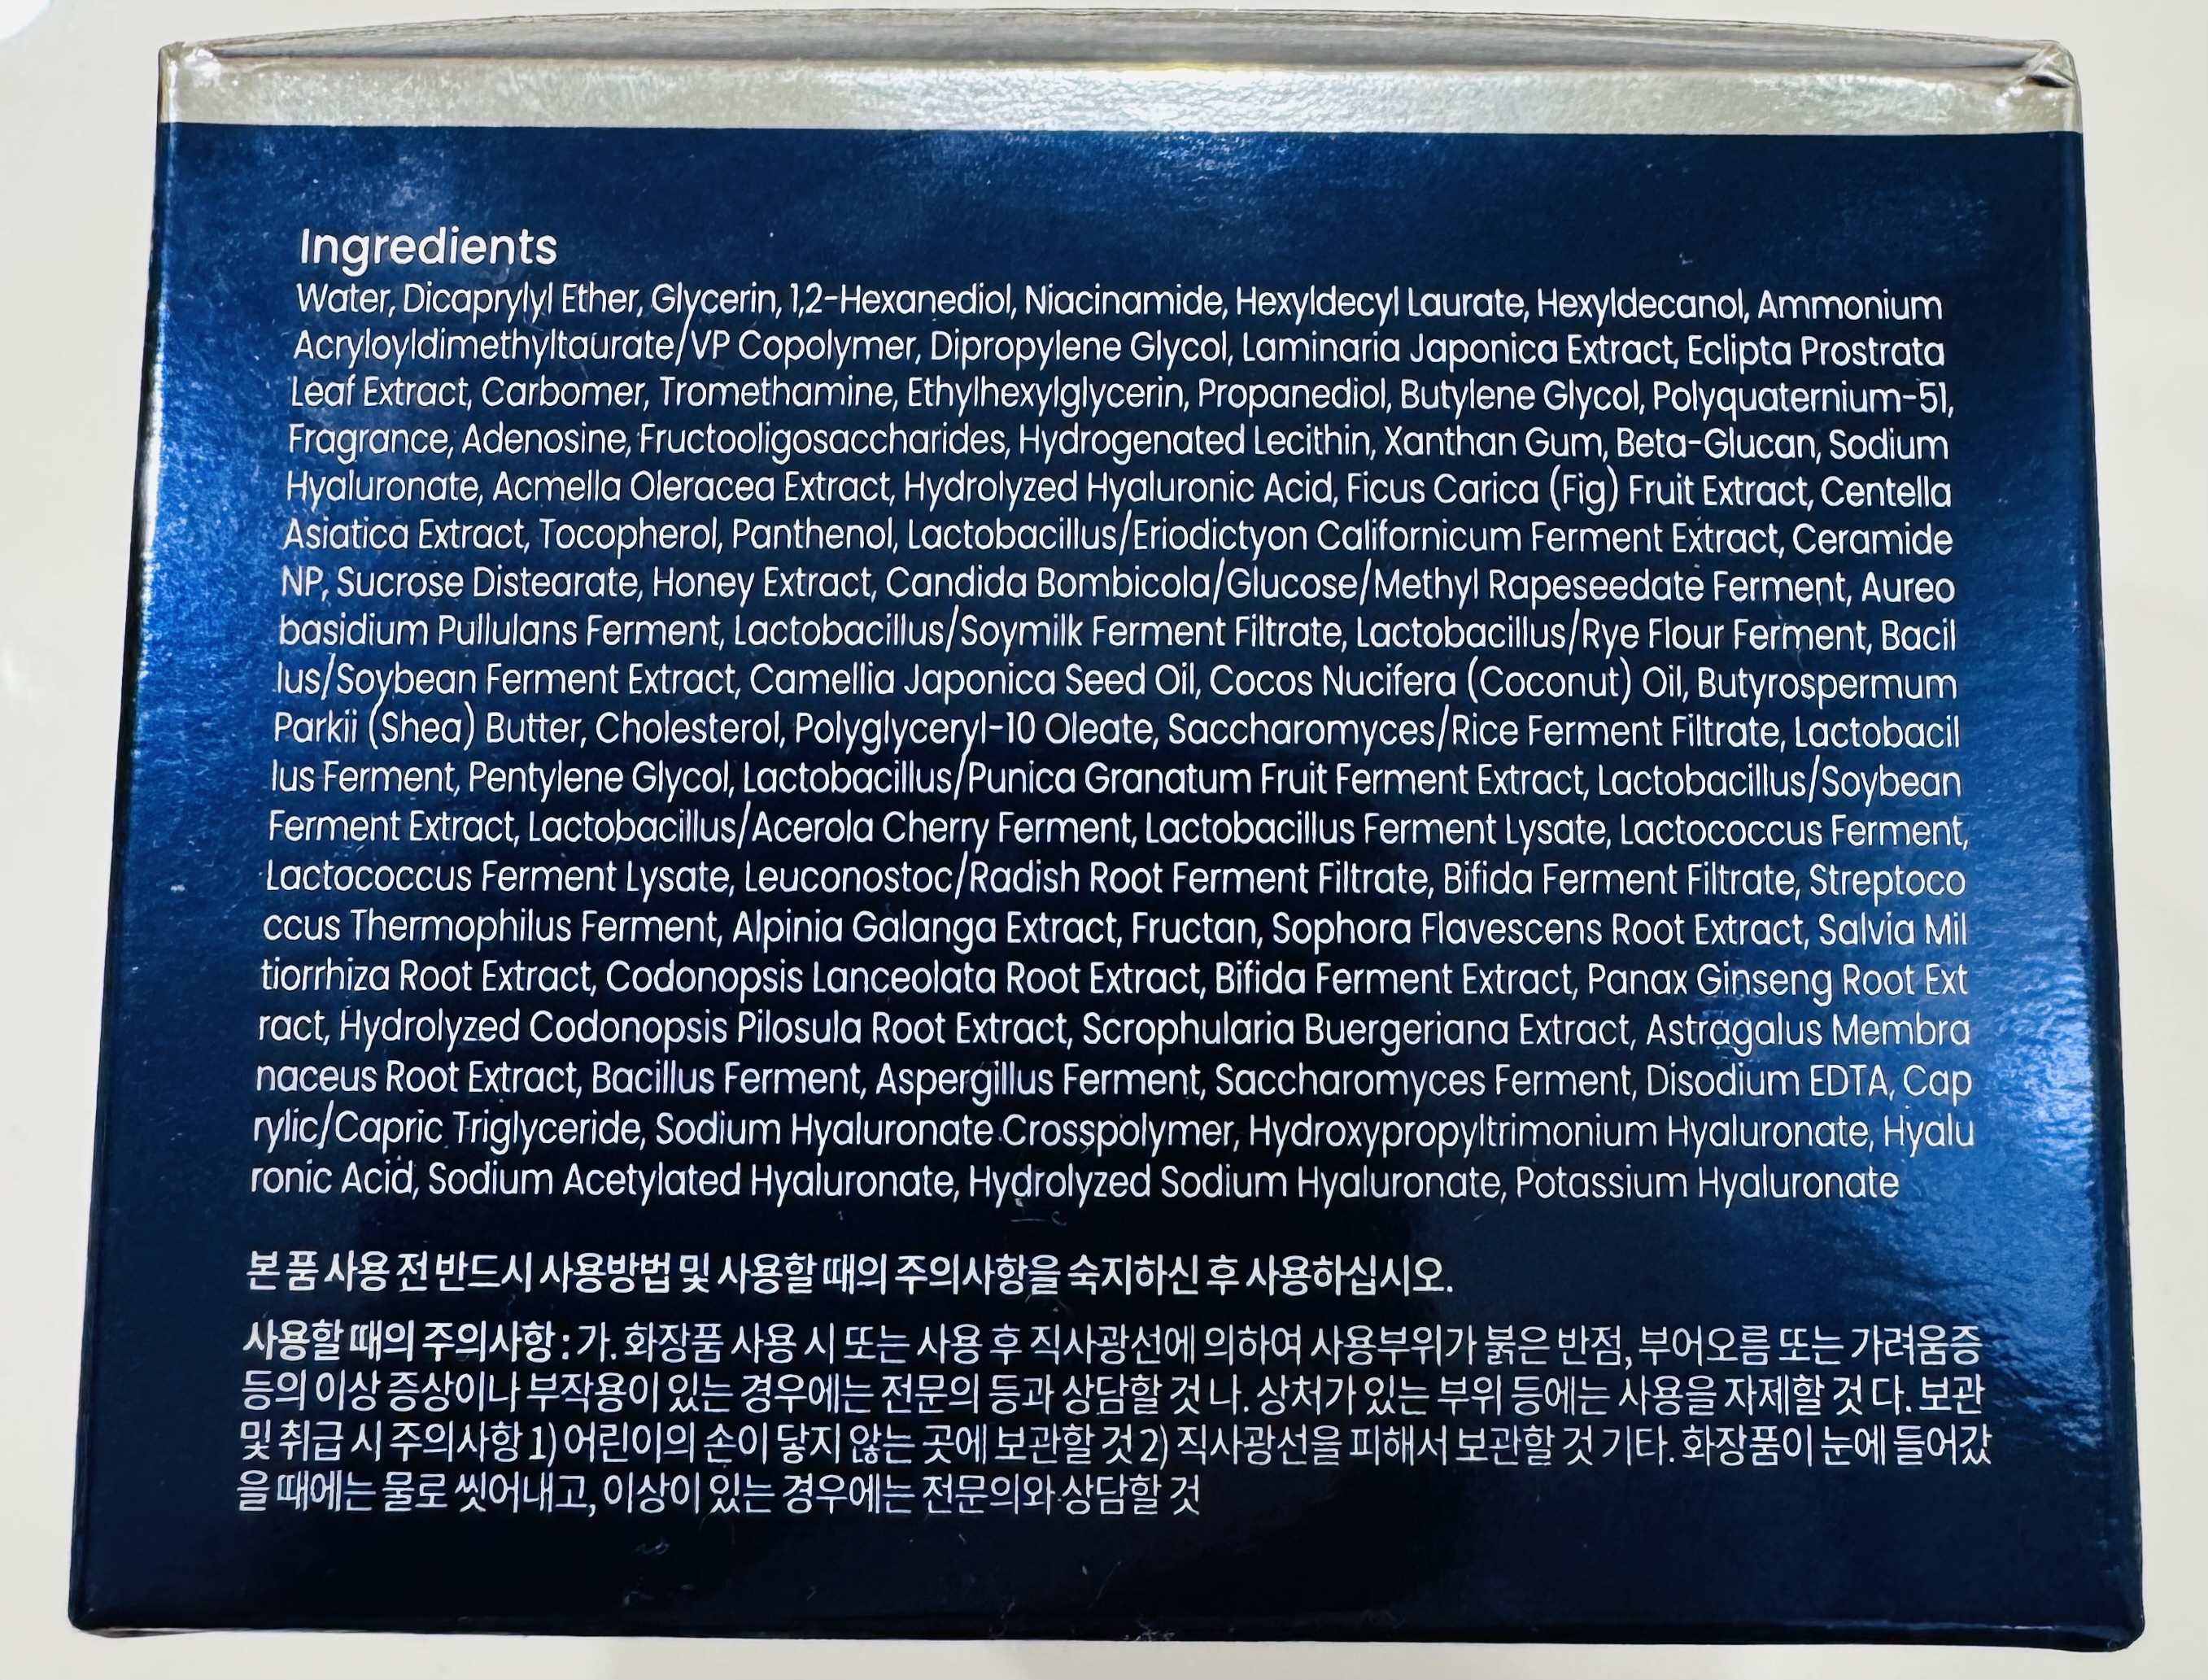 Ingredients
Water, Dicaprylyl Ether, Glycerin, 1,2-Hexanediol, Niacinamide, Hexyldecyl Laurate, Hexyldecanol, Ammonium
Acryloyldimethyltaurate/VP Copolymer, Dipropylene Glycol, Laminaria Japonica Extract, Eclipta Prostrata
Leaf Extract, Carbomer, Tromethamine, Ethylhexylglycerin, Propanediol, Butylene Glycol, Polyquaternium-51,
Fragrance, Adenosine, Fructooligosaccharides, Hydrogenated Lecithin, Xanthan Gum, Beta-Glucan, Sodium
Hyaluronate, Acmella Oleracea Extract, Hydrolyzed Hyaluronic Acid, Ficus Carica (Fig) Fruit Extract, Centella
Asiatica Extract, Tocopherol, Panthenol, Lactobacillus/Eriodictyon Californicum Ferment Extract, Ceramide
NP, Sucrose Distearate, Honey Extract, Candida Bombicola/Glucose/Methyl Rapeseedate Ferment, Aureo
basidium Pullulans Ferment, Lactobacillus/Soymilk Ferment Filtrate, Lactobacillus/Rye Flour Ferment, Bacil
lus/Soybean Ferment Extract, Camellia Japonica Seed Oil, Cocos Nucifera (Coconut) Oil, Butyrospermum
Parkii (Shea) Butter, Cholesterol, Polyglyceryl-10 Oleate, Saccharomyces/Rice Ferment Filtrate, Lactobacil
lus Ferment, Pentylene Glycol, Lactobacillus/Punica Granatum Fruit Ferment Extract, Lactobacillus/Soybean
Ferment Extract, Lactobacillus/Acerola Cherry Ferment, Lactobacillus Ferment Lysate, Lactococcus Ferment,
Lactococcus Ferment Lysate, Leuconostoc/Radish Root Ferment Filtrate, Bifida Ferment Filtrate, Streptoco
ccus Thermophilus Ferment, Alpinia Galanga Extract, Fructan, Sophora Flavescens Root Extract, Salvia Mil
tiorrhiza Root Extract, Codonopsis Lanceolata Root Extract, Bifida Ferment Extract, Panax Ginseng Root Ext
ract, Hydrolyzed Codonopsis Pilosula Root Extract, Scrophularia Buergeriana Extract, Astragalus Membra
naceus Root Extract, Bacillus Ferment, Aspergillus Ferment, Saccharomyces Ferment, Disodium EDTA, Cap
rylic/Capric Triglyceride, Sodium Hyaluronate Crosspolymer, Hydroxypropyltrimonium Hyaluronate, Hyalu
ronic Acid, Sodium Acetylated Hyaluronate, Hydrolyzed Sodium Hyaluronate, Potassium Hyaluronate
본 품 사용 전 반드시 사용방법 및 사용할 때의 주의사항을 숙지하신 후 사용하십시오.
사용할 때의 주의사항 : 가. 화장품 사용 시 또는 사용 후 직사광선에 의하여 사용부위가 붉은 반점, 부어오름 또는 가려움증
등의 이상 증상이나 부작용이 있는 경우에는 전문의 등과 상담할 것 나. 상처가 있는 부위 등에는 사용을 자제할 것 다. 보관
및 취급 시 주의사항 1) 어린이의 손이 닿지 않는 곳에 보관할 것 2) 직사광선을 피해서 보관할 것 기타. 화장품이 눈에 들어갔
을 때에는 물로 씻어내고, 이상이 있는 경우에는 전문의와 상담할 것